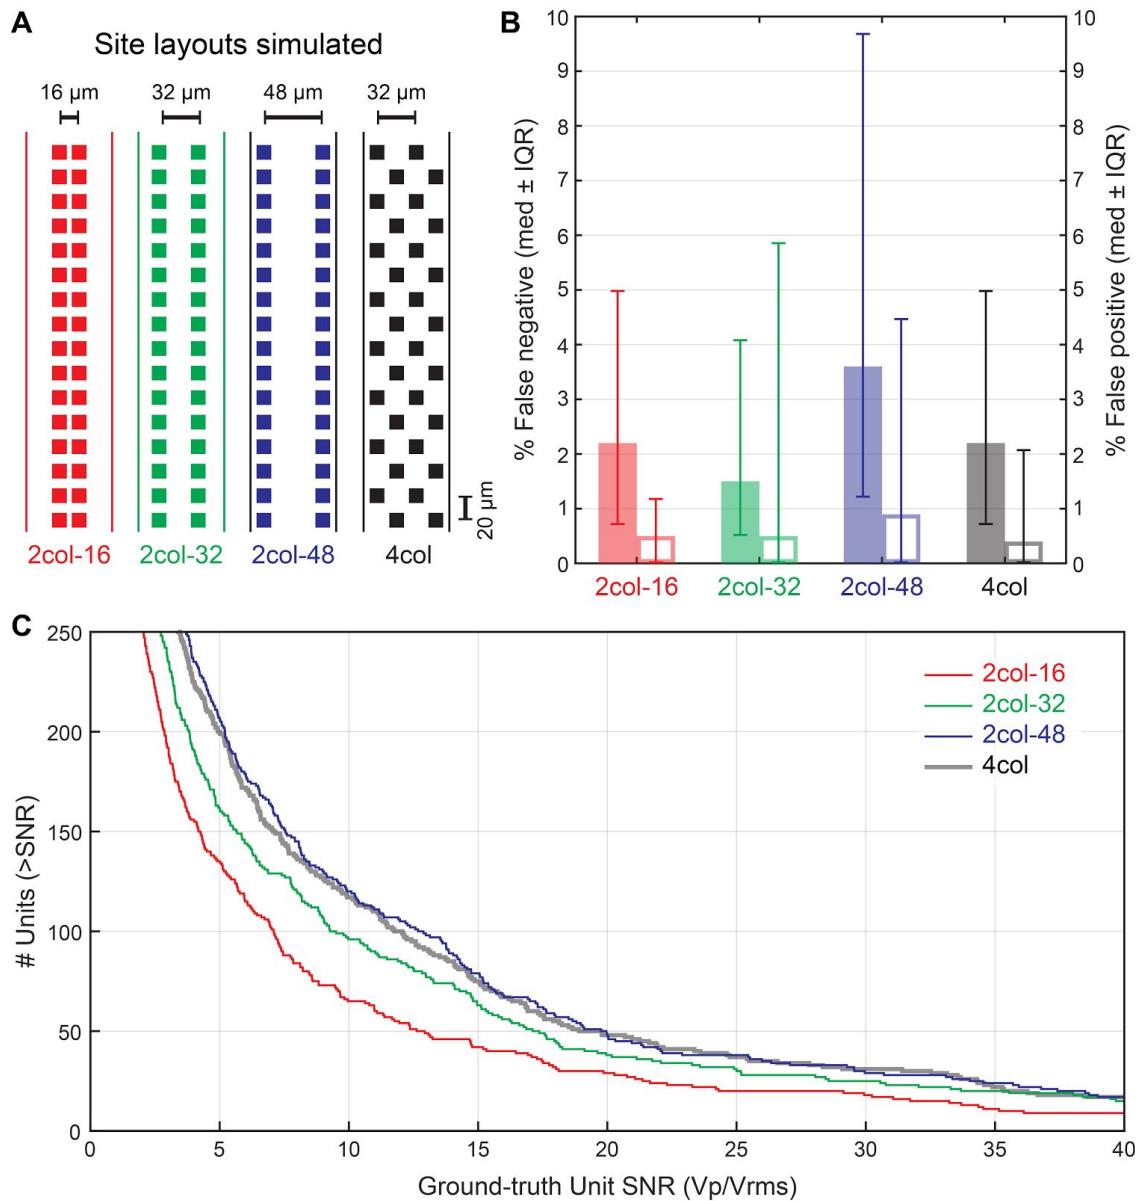 A
Site layouts simulated
16 µm
32 µm
48 µm
32 µm
20 µm
2col-16
2col-32
2col-48
4col
B
% False negative (med ± IQR)
10
9
8
7
6
5
4
3
2
1
0
10
9
8
7
6
5
4
3
2
1
0
% False positive (med ± IQR)
2col-16
2col-32
2col-48
4col
C
# Units (>SNR)
250
200
150
100
50
0
2col-16
2col-32
2col-48
4col
0
5
10
15
20
25
30
35
40
Ground-truth Unit SNR (Vp/Vrms)